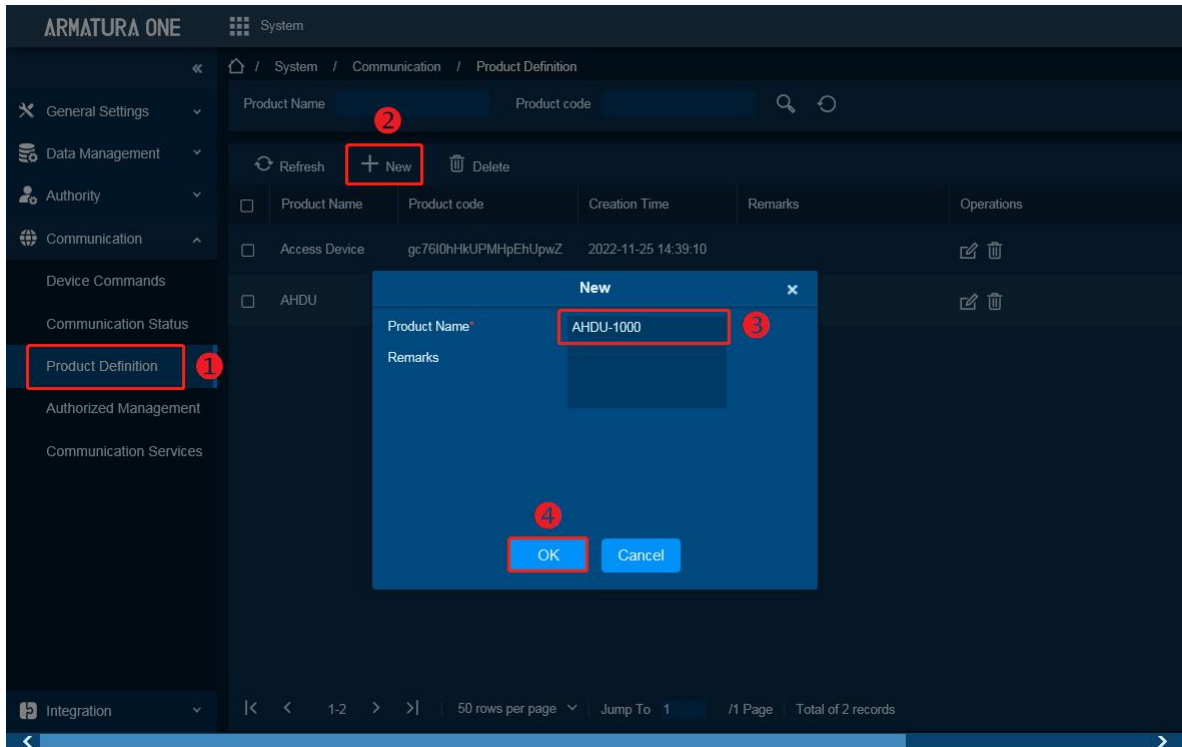 ARMATURA ONE
System
« / System / Communication / Product Definition
General Settings
Product Name Product code
2
Data Management
Refresh + New Delete
Authority
Product Name Product code Creation Time Remarks Operations
Communication
Access Device gc76I0hHkUPMHpEhUpwZ 2022-11-25 14:39:10
Device Commands
New ×
AHDU
Communication Status
Product Name* AHDU-1000 3
Remarks
Product Definition 1
Authorized Management
Communication Services
4
OK Cancel
Integration
|< < 1-2 > >| 50 rows per page Jump To 1 /1 Page Total of 2 records
< >